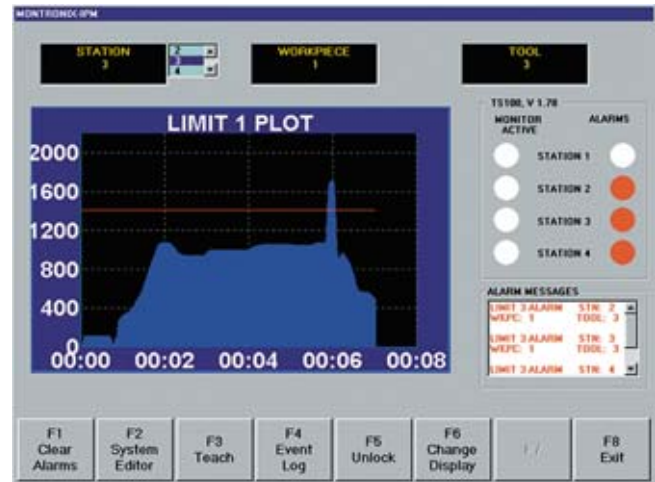 MONTRONIX-IPM
STATION
3
2
3
4
WORKPIECE
1
TOOL
3
LIMIT 1 PLOT
2000
1600
1200
800
400
0
00:00 00:02 00:04 00:06 00:08
TS100, V 1.78
MONITOR ACTIVE
ALARMS
STATION 1
STATION 2
STATION 3
STATION 4
ALARM MESSAGES
LIMIT 3 ALARM STN: 2
WKPC: 1 TOOL: 3
LIMIT 3 ALARM STN: 3
WKPC: 1 TOOL: 3
LIMIT 3 ALARM STN: 4
F1
Clear
Alarms
F2
System
Editor
F3
Teach
F4
Event
Log
F5
Unlock
F6
Change
Display
F8
Exit